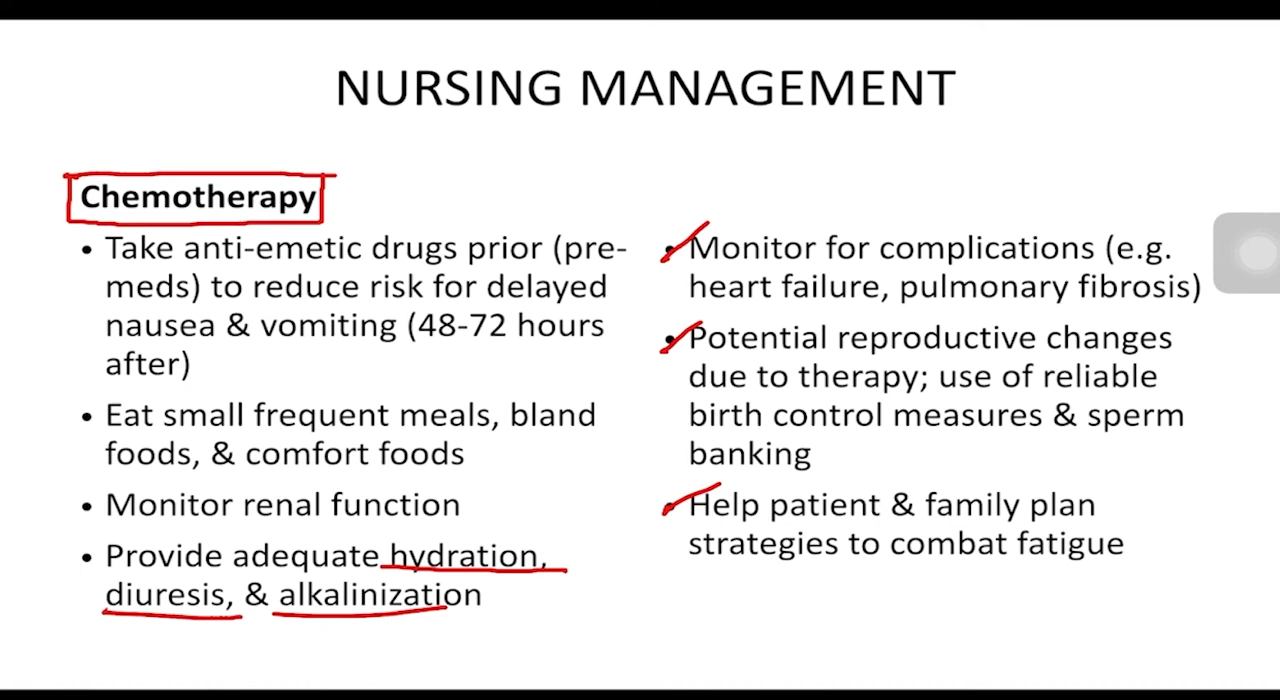 NURSING MANAGEMENT
Chemotherapy
• Take anti-emetic drugs prior (pre-
meds) to reduce risk for delayed
nausea & vomiting (48-72 hours
after)
• Eat small frequent meals, bland
foods, & comfort foods
• Monitor renal function
• Provide adequate hydration,
diuresis, & alkalinization
• Monitor for complications (e.g.
heart failure, pulmonary fibrosis)
• Potential reproductive changes
due to therapy; use of reliable
birth control measures & sperm
banking
• Help patient & family plan
strategies to combat fatigue